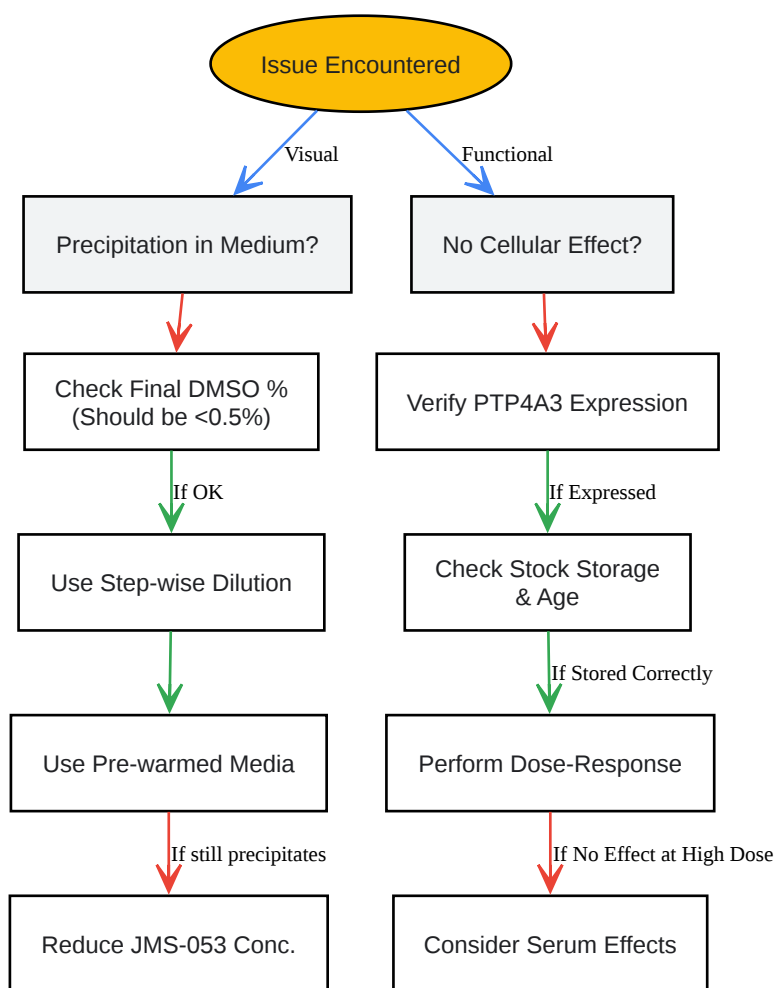 Issue Encountered
Visual
Functional
Precipitation in Medium?
No Cellular Effect?
Check Final DMSO %
(Should be <0.5%)
Verify PTP4A3 Expression
If OK
If Expressed
Use Step-wise Dilution
Check Stock Storage
& Age
If Stored Correctly
Use Pre-warmed Media
Perform Dose-Response
If still precipitates
If No Effect at High Dose
Reduce JMS-053 Conc.
Consider Serum Effects